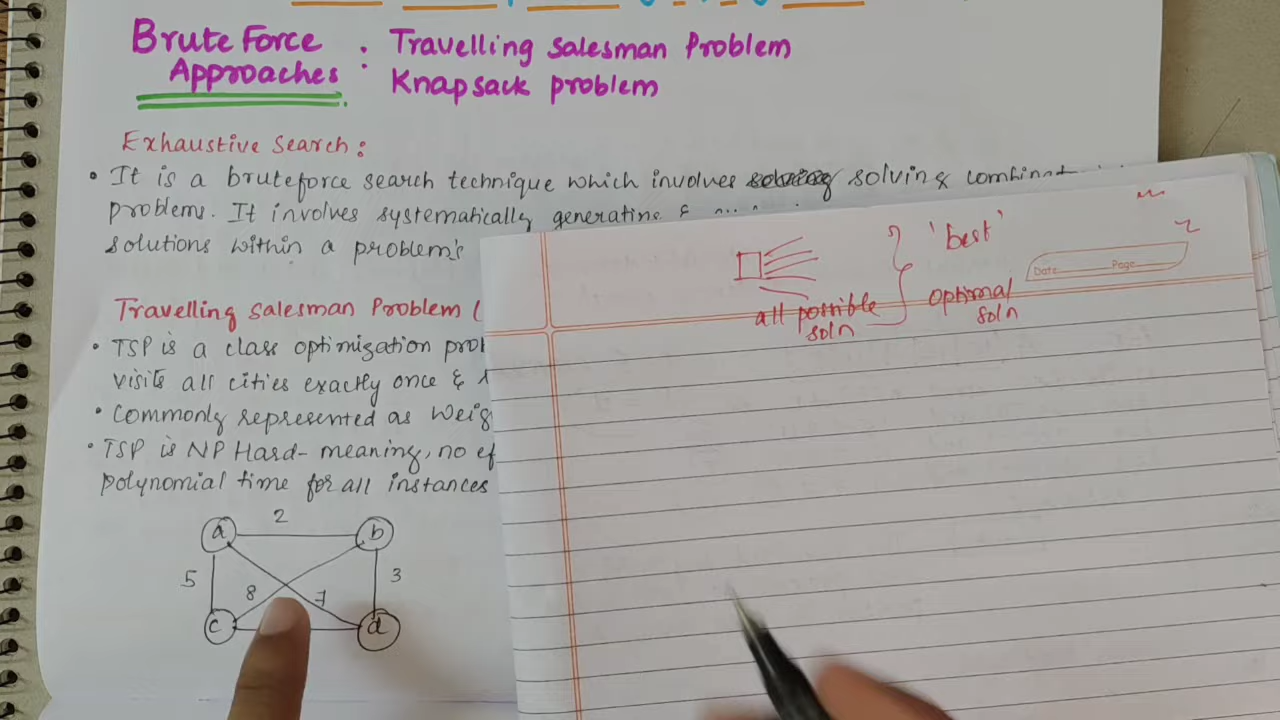 Brute Force
Approaches :
Travelling Salesman Problem
Knapsack problem
Exhaustive Search:
• It is a bruteforce search technique which involves solving
problems. It involves systematically generating &
solutions within a problem's
Travelling Salesman Problem (
• TSP is a class optimization
visits all cities exactly once &
• Commonly represented as
• TSP is NP Hard- meaning, no
polynomial time for all instances
a 2 b
5 8 7 3
c d
'best'
Date Page
all possible
soln
optimal
soln